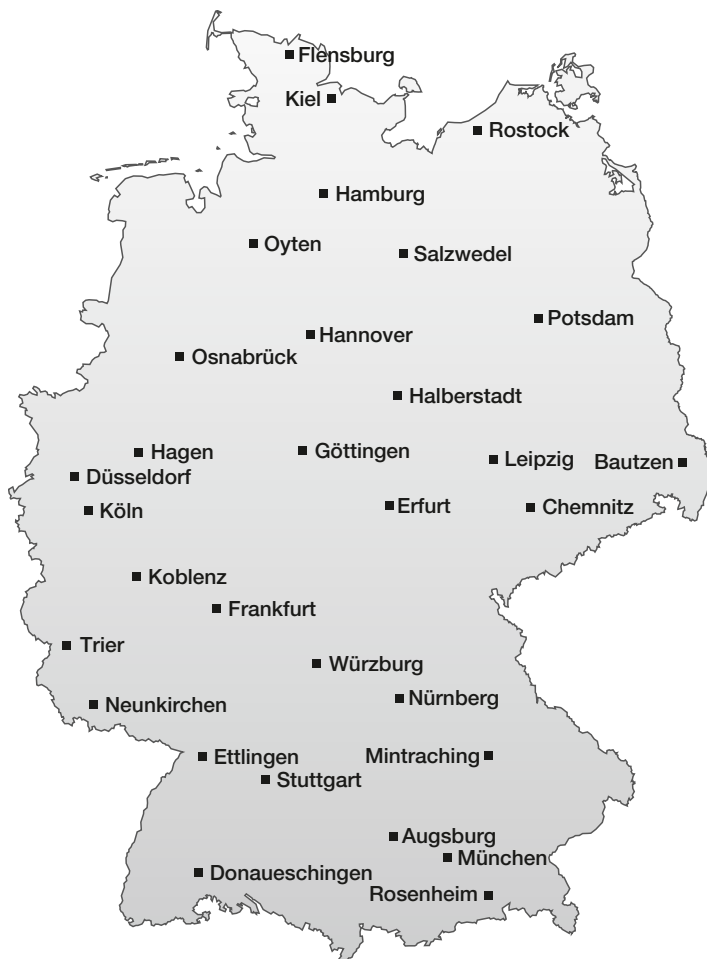 Flensburg
Kiel
Rostock
Hamburg
Oyten
Salzwedel
Potsdam
Hannover
Osnabrück
Halberstadt
Hagen
Göttingen
Leipzig
Bautzen
Düsseldorf
Köln
Erfurt
Chemnitz
Koblenz
Frankfurt
Trier
Würzburg
Neunkirchen
Nürnberg
Ettlingen
Mintraching
Stuttgart
Augsburg
München
Donaueschingen
Rosenheim